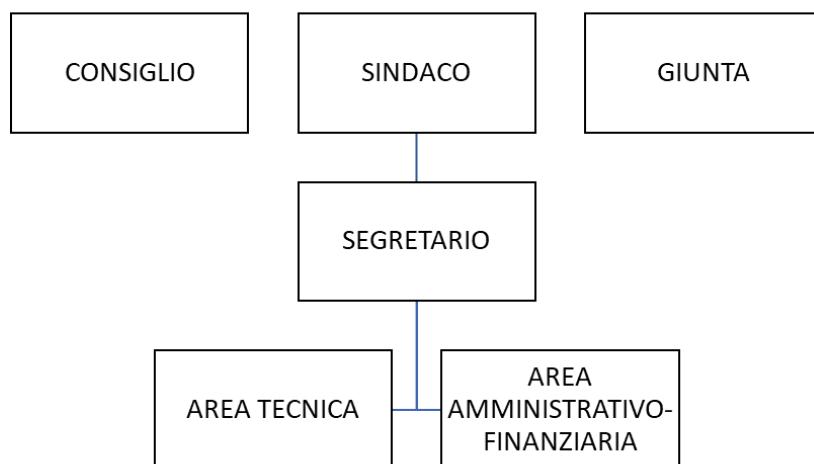 CONSIGLIO
SINDACO
GIUNTA
SEGRETARIO
AREA TECNICA
AREA
AMMINISTRATIVO-
FINANZIARIA